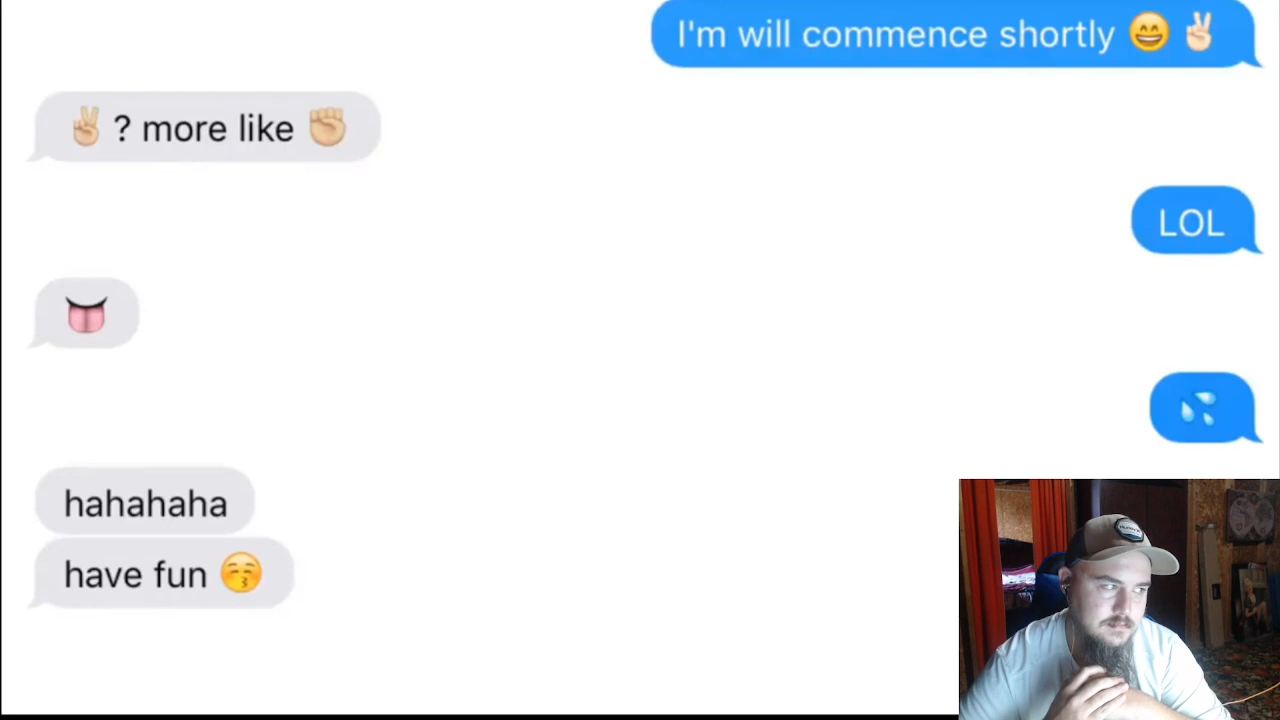 I'm will commence shortly 😄 ✌🏻
✌🏼 ? more like ✊🏼
LOL
👅
💦
hahahaha
have fun 😚